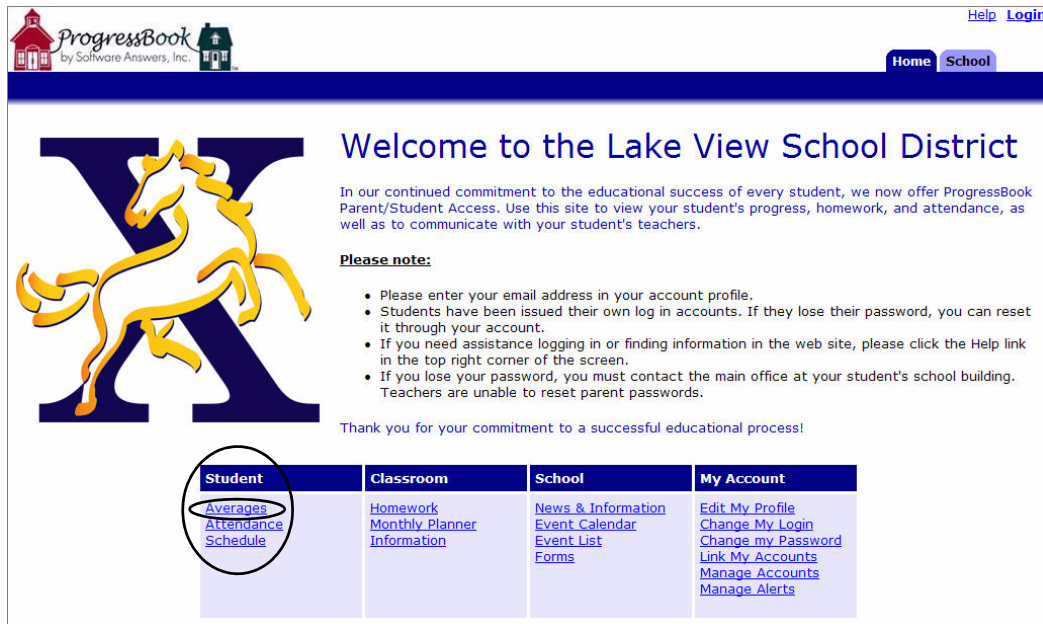 Help Login
ProgressBook
by Software Answers, Inc.
Home School
X
Welcome to the Lake View School District
In our continued commitment to the educational success of every student, we now offer ProgressBook
Parent/Student Access. Use this site to view your student's progress, homework, and attendance, as
well as to communicate with your student's teachers.
Please note:
• Please enter your email address in your account profile.
• Students have been issued their own log in accounts. If they lose their password, you can reset
it through your account.
• If you need assistance logging in or finding information in the web site, please click the Help link
in the top right corner of the screen.
• If you lose your password, you must contact the main office at your student's school building.
Teachers are unable to reset parent passwords.
Thank you for your commitment to a successful educational process!
Student Classroom School My Account
Averages Homework News & Information Edit My Profile
Attendance Monthly Planner Event Calendar Change My Login
Schedule Information Event List Change my Password
Forms Link My Accounts
Manage Accounts
Manage Alerts